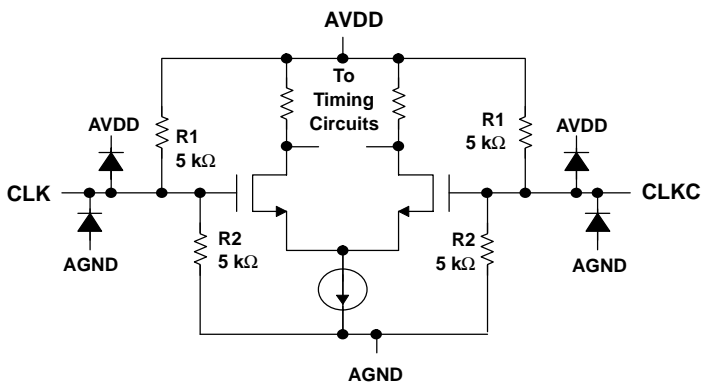 AVDD
To
Timing
Circuits
AVDD
R1
5 kΩ
R1
5 kΩ
AVDD
CLK
CLKC
R2
5 kΩ
R2
5 kΩ
AGND
AGND
AGND